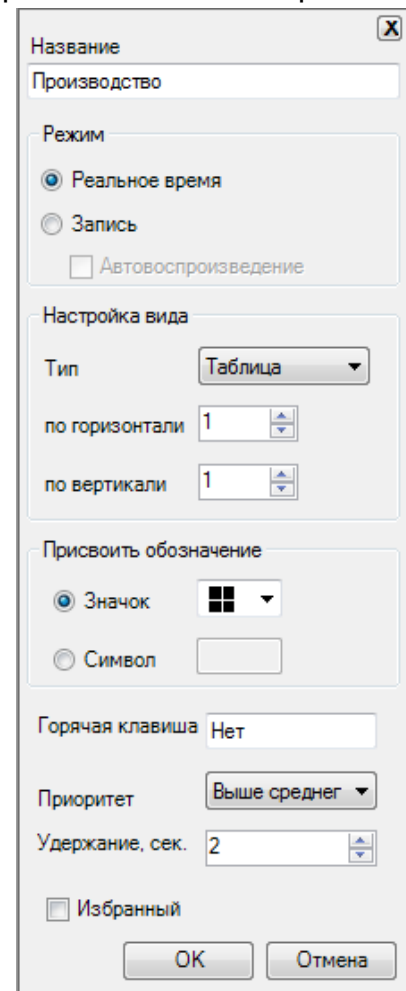 X
Название
Производство
Режим
Реальное время
Запись
Автовоспроизведение
Настройка вида
Тип Таблица
по горизонтали 1
по вертикали 1
Присвоить обозначение
Значок
Символ
Горячая клавиша Нет
Приоритет Выше среднег
Удержание, сек. 2
Избранный
OK Отмена